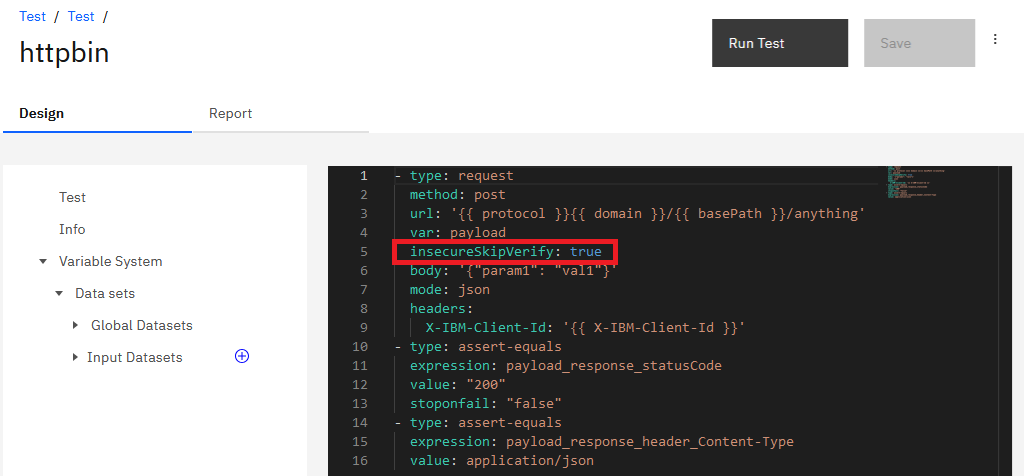 Test / Test /
httpbin
Run Test
Save
Design
Report
Test
Info
Variable System
Data sets
Global Datasets
Input Datasets
1 - type: request
2 method: post
3 url: '{{ protocol }}{{ domain }}/{{ basePath }}/anything'
4 var: payload
5 insecureSkipVerify: true
6 body: '{"param1": "val1"}'
7 mode: json
8 headers:
9 X-IBM-Client-Id: '{{ X-IBM-Client-Id }}'
10 - type: assert-equals
11 expression: payload_response_statusCode
12 value: "200"
13 stoponfail: "false"
14 - type: assert-equals
15 expression: payload_response_header_Content-Type
16 value: application/json